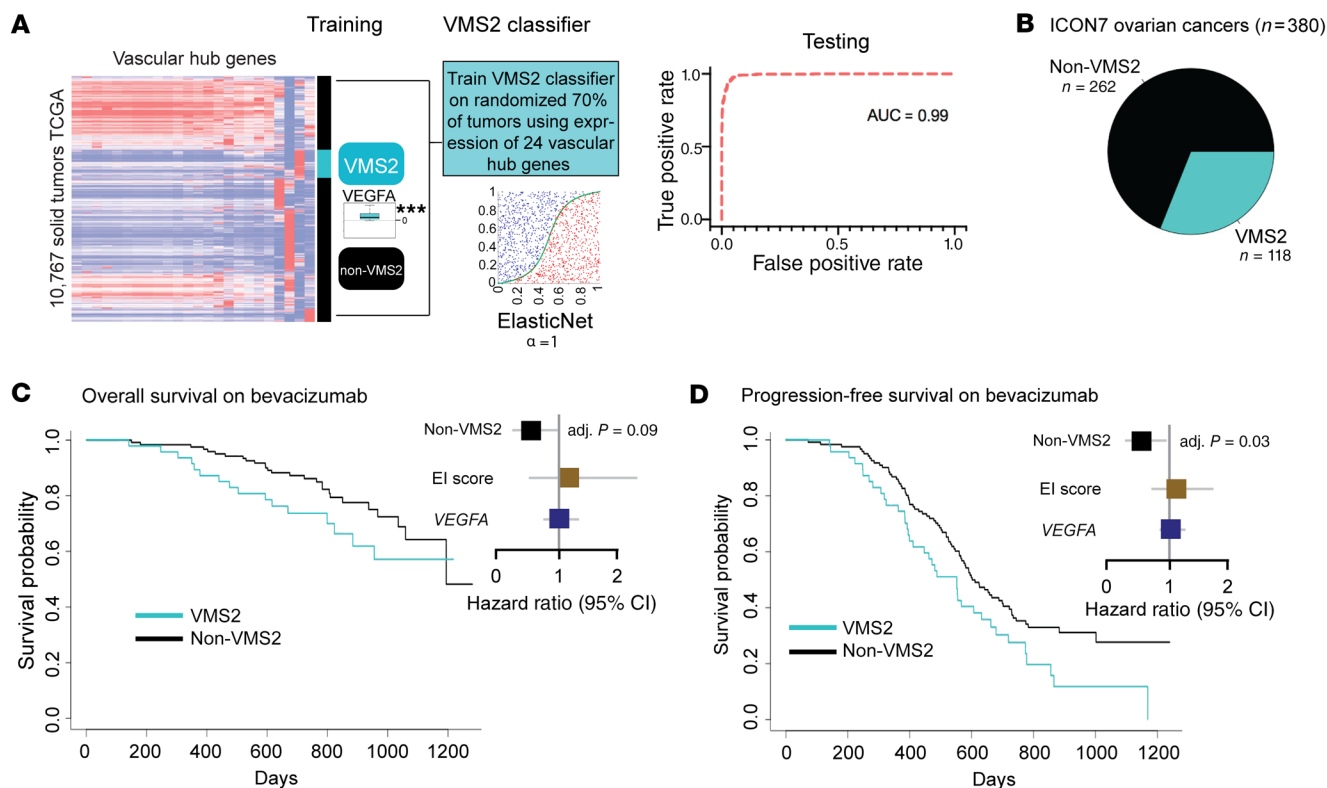 A
Training
VMS2 classifier
Vascular hub genes
10,767 solid tumors TCGA
VMS2
VEGFA
***
0
non-VMS2
Train VMS2 classifier
on randomized 70%
of tumors using expr-
ession of 24 vascular
hub genes
1
0.8
0.6
0.4
0.2
0
0 0.2 0.4 0.6 0.8 1
ElasticNet
α = 1
Testing
True positive rate
1.0
0.5
0.0
AUC = 0.99
0.0 0.5 1.0
False positive rate
B
ICON7 ovarian cancers (n = 380)
Non-VMS2
n = 262
VMS2
n = 118
C
Overall survival on bevacizumab
Survival probability
1.0
0.8
0.6
0.4
0.2
0.0
VMS2
Non-VMS2
0 200 400 600 800 1000 1200
Days
Non-VMS2
adj. P = 0.09
EI score
VEGFA
0 1 2
Hazard ratio (95% CI)
D
Progression-free survival on bevacizumab
Survival probability
1.0
0.8
0.6
0.4
0.2
0.0
VMS2
Non-VMS2
0 200 400 600 800 1000 1200
Days
Non-VMS2
adj. P = 0.03
EI score
VEGFA
0 1 2
Hazard ratio (95% CI)